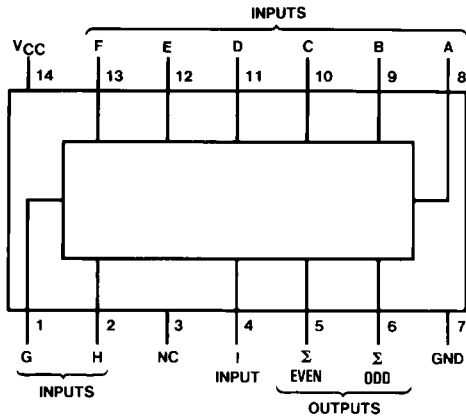 INPUTS
VCC F E D C B A
14 13 12 11 10 9 8
1 2 3 4 5 6 7
G H NC I Σ Σ GND
INPUTS INPUT EVEN ODD
OUTPUTS